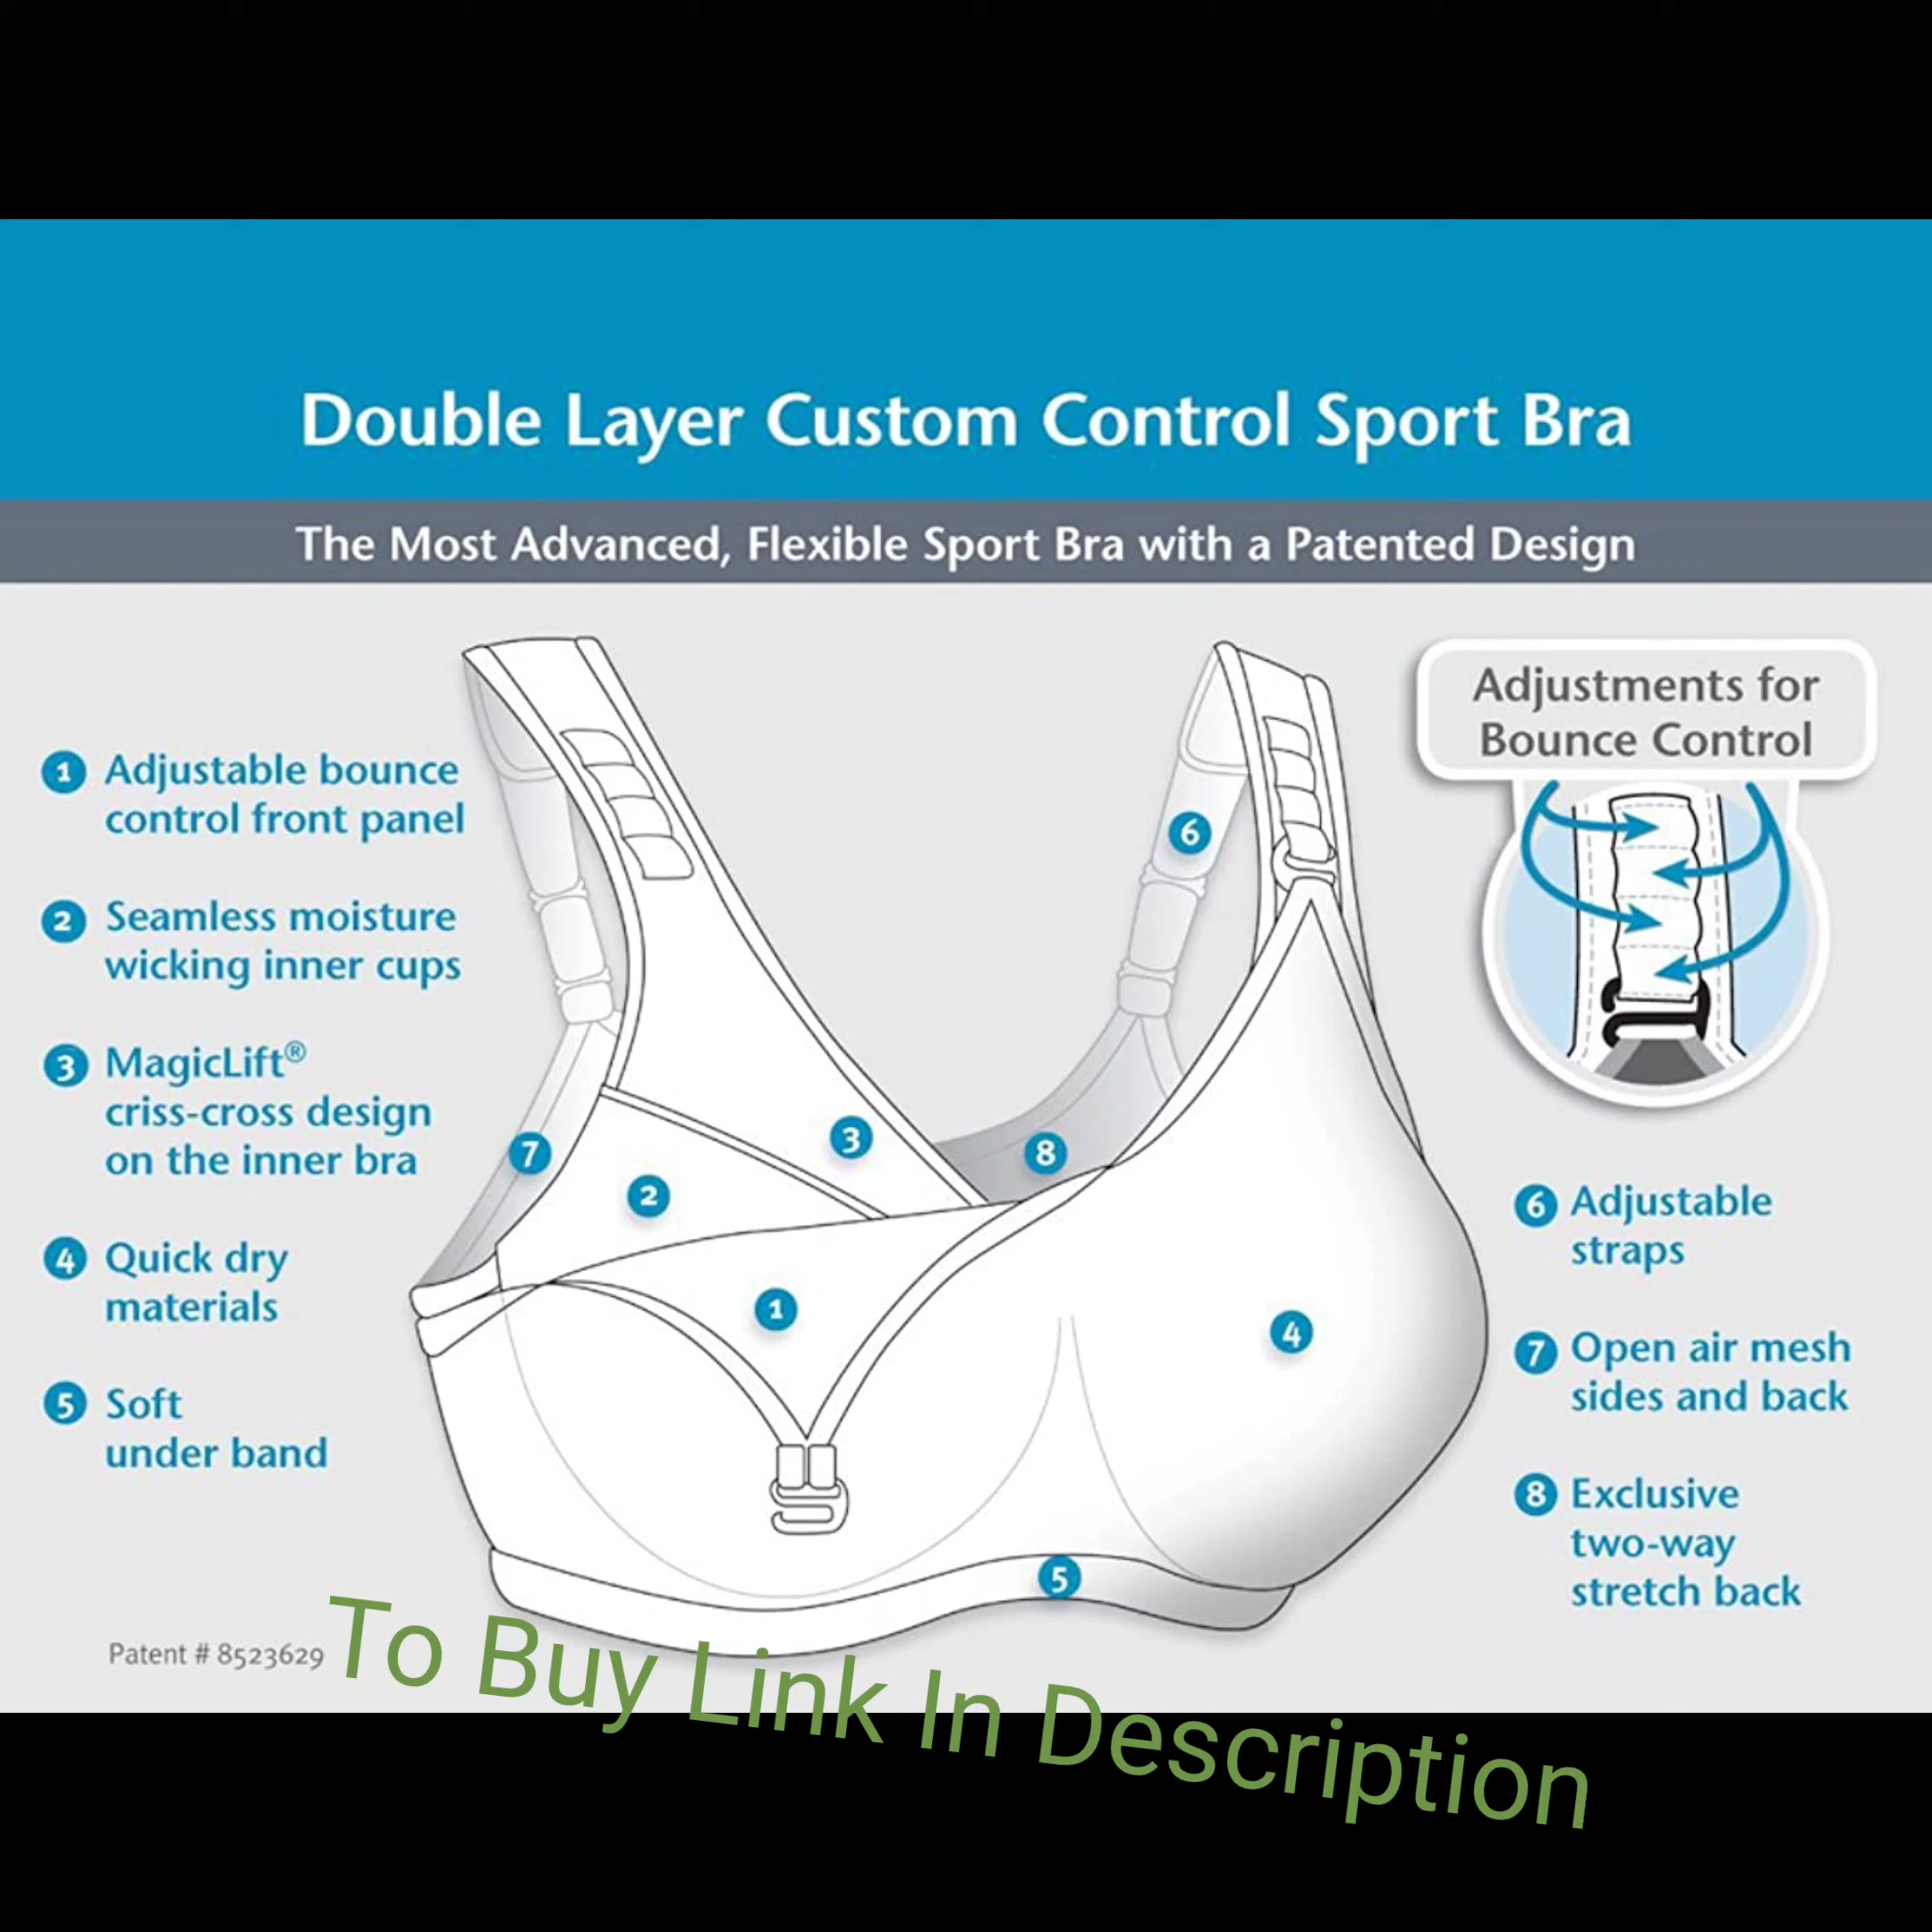 Double Layer Custom Control Sport Bra
The Most Advanced, Flexible Sport Bra with a Patented Design
1 Adjustable bounce
control front panel
2 Seamless moisture
wicking inner cups
3 MagicLift®
criss-cross design
on the inner bra
4 Quick dry
materials
5 Soft
under band
6
7
3
8
2
1
4
5
Adjustments for
Bounce Control
6 Adjustable
straps
7 Open air mesh
sides and back
8 Exclusive
two-way
stretch back
Patent # 8523629
To Buy Link In Description